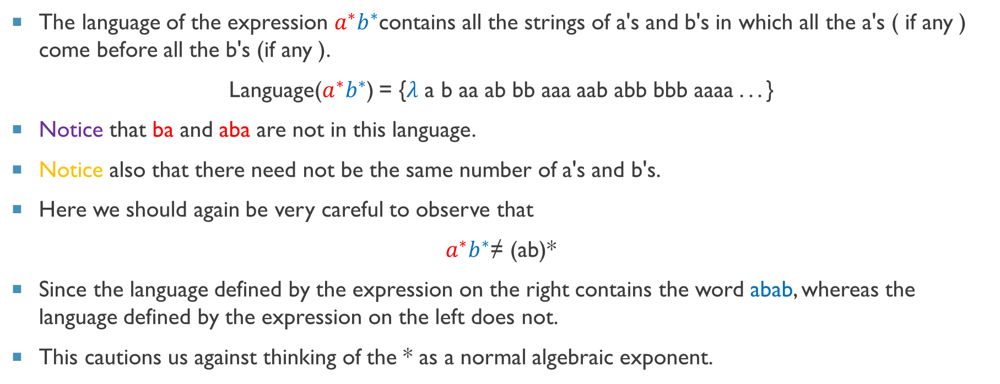 ▪ The language of the expression a*b*contains all the strings of a's and b's in which all the a's ( if any )
come before all the b's (if any ).
Language(a*b*) = {λ a b aa ab bb aaa aab abb bbb aaaa ...}
▪ Notice that ba and aba are not in this language.
▪ Notice also that there need not be the same number of a's and b's.
▪ Here we should again be very careful to observe that
a*b*≠ (ab)*
▪ Since the language defined by the expression on the right contains the word abab, whereas the
language defined by the expression on the left does not.
▪ This cautions us against thinking of the * as a normal algebraic exponent.